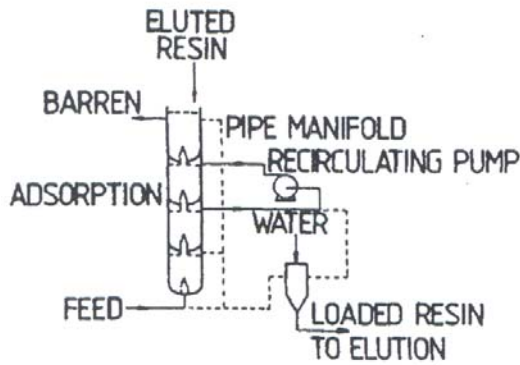 ELUTED
RESIN
BARREN
PIPE MANIFOLD
RECIRCULATING PUMP
ADSORPTION
WATER
FEED
LOADED RESIN
TO ELUTION